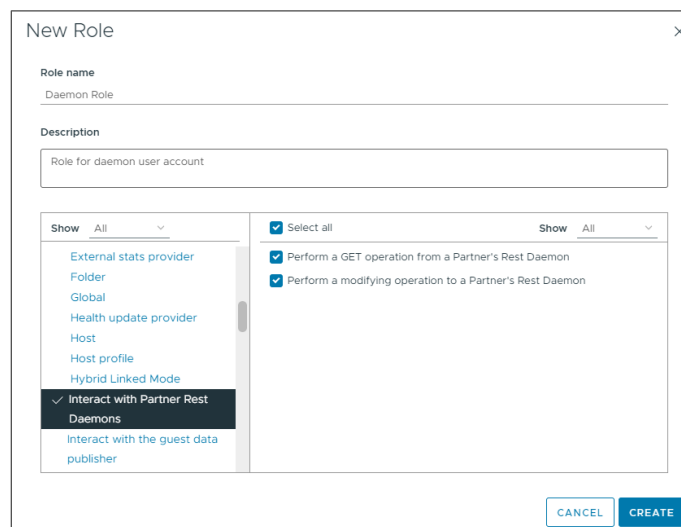 New Role
Role name
Daemon Role
Description
Role for daemon user account
Show All
Select all
Show All
External stats provider
Folder
Global
Health update provider
Host
Host profile
Hybrid Linked Mode
Interact with Partner Rest
Daemons
Interact with the guest data
publisher
Perform a GET operation from a Partner's Rest Daemon
Perform a modifying operation to a Partner's Rest Daemon
CANCEL
CREATE